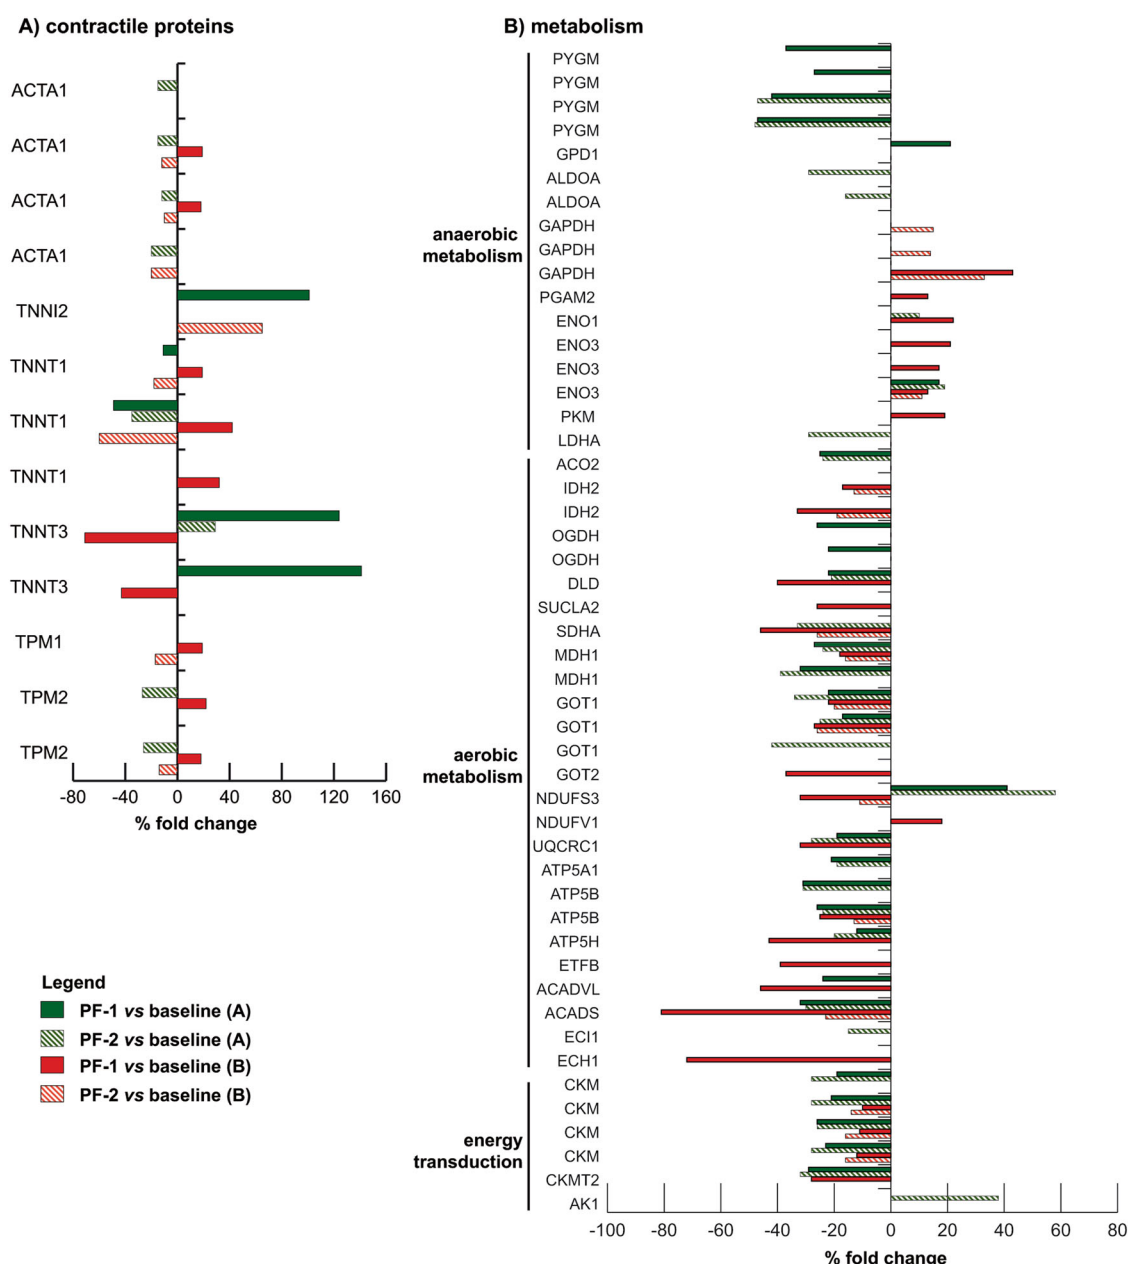 A) contractile proteins
ACTA1
ACTA1
ACTA1
ACTA1
TNNI2
TNNT1
TNNT1
TNNT1
TNNT3
TNNT3
TPM1
TPM2
TPM2
-80 -40 0 40 80 120 160
% fold change
Legend
PF-1 vs baseline (A)
PF-2 vs baseline (A)
PF-1 vs baseline (B)
PF-2 vs baseline (B)
B) metabolism
anaerobic
metabolism
PYGM
PYGM
PYGM
PYGM
GPD1
ALDOA
ALDOA
GAPDH
GAPDH
GAPDH
PGAM2
ENO1
ENO3
ENO3
ENO3
PKM
LDHA
aerobic
metabolism
ACO2
IDH2
IDH2
OGDH
OGDH
DLD
SUCLA2
SDHA
MDH1
MDH1
GOT1
GOT1
GOT1
GOT2
NDUFS3
NDUFV1
UQCRC1
ATP5A1
ATP5B
ATP5B
ATP5H
ETFB
ACADVL
ACADS
ECI1
ECH1
energy
transduction
CKM
CKM
CKM
CKM
CKMT2
AK1
-100 -80 -60 -40 -20 0 20 40 60 80
% fold change